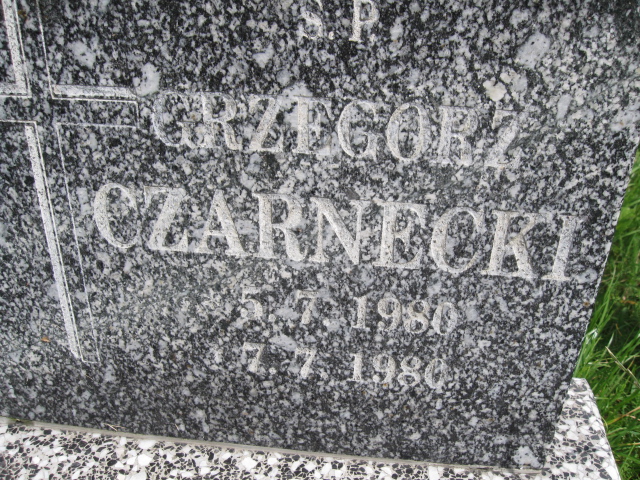 S.P
GRZEGORZ
CZARNECKI
5.7.1980
7.7 1980